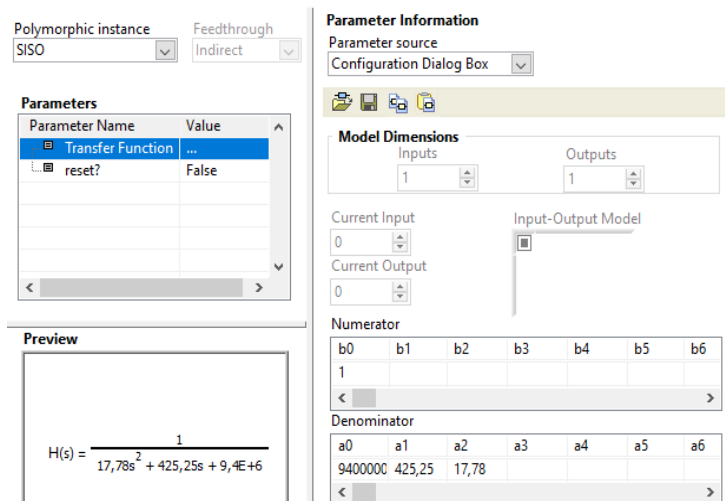 Polymorphic instance
SISO
Feedthrough
Indirect
Parameters
Parameter Name Value
Transfer Function ...
reset? False
Preview
H(s) = 1 / 17,78s^2 + 425,25s + 9,4E+6
Parameter Information
Parameter source
Configuration Dialog Box
Model Dimensions
Inputs Outputs
1 1
Current Input
0
Input-Output Model
Current Output
0
Numerator
b0 b1 b2 b3 b4 b5 b6
1
Denominator
a0 a1 a2 a3 a4 a5 a6
9400000 425,25 17,78